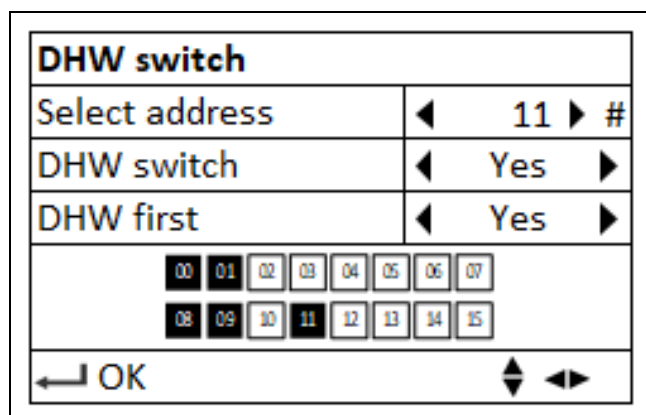 DHW switch
Select address ◀ 11 ▶ #
DHW switch ◀ Yes ▶
DHW first ◀ Yes ▶
00 01 02 03 04 05 06 07
08 09 10 11 12 13 14 15
OK